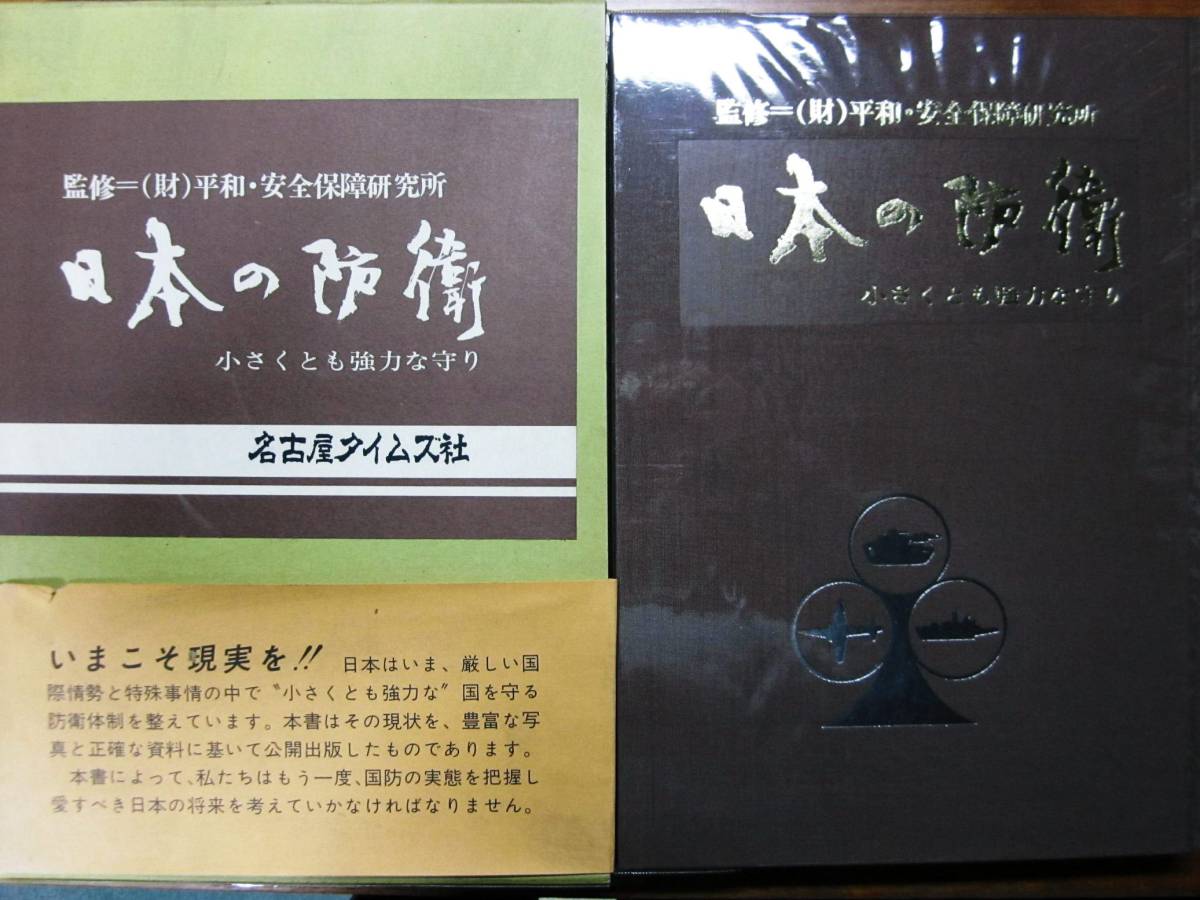 監修=(財)平和・安全保障研究所
日本の防衛
小さくとも強力な守り
名古屋タイムズ社
いまこそ現実を!! 日本はいま、厳しい国
際情勢と特殊事情の中で〝小さくとも強力な〟国を守る
防衛体制を整えています。本書はその現状を、豊富な写
真と正確な資料に基いて公開出版したものであります。
本書によって、私たちはもう一度、国防の実態を把握し
愛すべき日本の将来を考えていかなければなりません。
監修=(財)平和・安全保障研究所
日本の防衛
小さくとも強力な守り